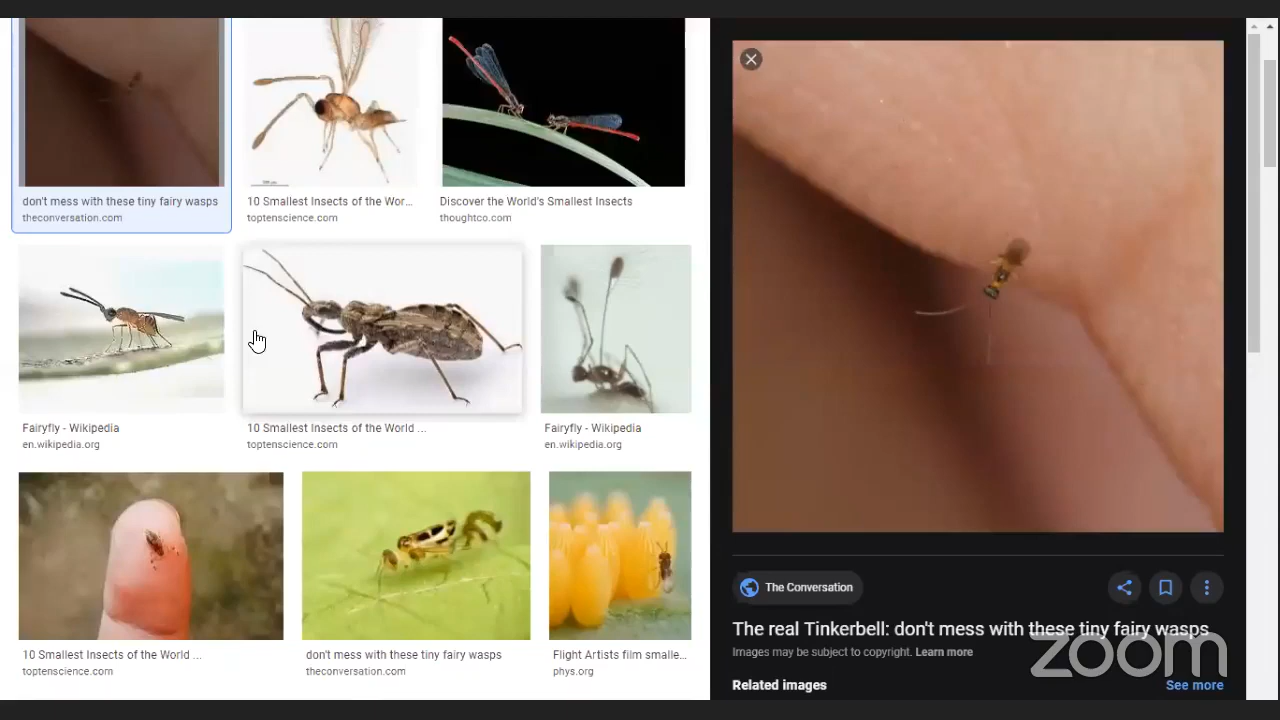 don't mess with these tiny fairy wasps
theconversation.com
10 Smallest Insects of the Wor...
toptenscience.com
Discover the World's Smallest Insects
thoughtco.com
Fairyfly - Wikipedia
en.wikipedia.org
10 Smallest Insects of the World ...
toptenscience.com
Fairyfly - Wikipedia
en.wikipedia.org
10 Smallest Insects of the World ...
toptenscience.com
don't mess with these tiny fairy wasps
theconversation.com
Flight Artists film smalle...
phys.org
The Conversation
The real Tinkerbell: don't mess with these tiny fairy wasps
Images may be subject to copyright. Learn more
Related images
See more
zoom